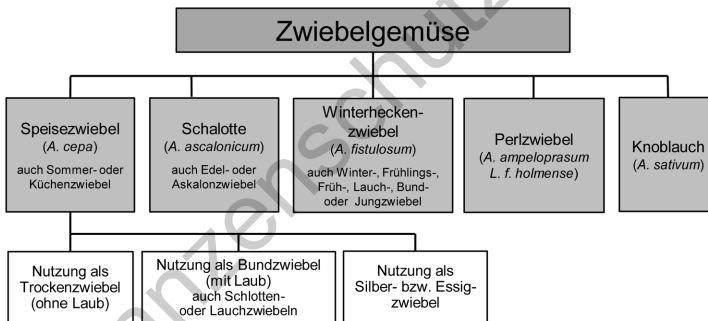 Zwiebelgemüse
Speisezwiebel
(A. cepa)
auch Sommer- oder
Küchenzwiebel
Schalotte
(A. ascalonicum)
auch Edel- oder
Askalonzwiebel
Winterhecken-
zwiebel
(A. fistulosum)
auch Winter-, Frühlings-,
Früh-, Lauch-, Bund-
oder Jungzwiebel
Perlzwiebel
(A. ampeloprasum
L. f. holmense)
Knoblauch
(A. sativum)
Nutzung als
Trockenzwiebel
(ohne Laub)
Nutzung als Bundzwiebel
(mit Laub)
auch Schlotten-
oder Lauchzwiebeln
Nutzung als
Silber- bzw. Essig-
zwiebel
anzenschutz